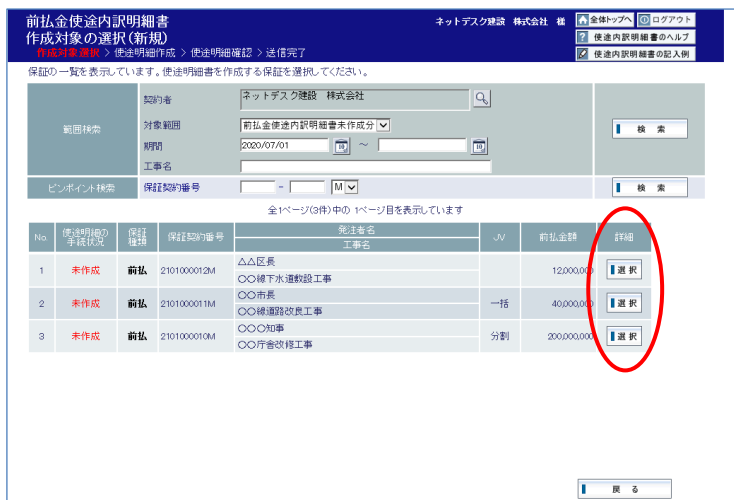 前払金使途内訳明細書
ネットデスク建設 株式会社 様
全体トップへ ログアウト
作成対象の選択(新規)
使途内訳明細書のヘルプ
作成対象選択 > 使途明細作成 > 使途明細確認 > 送信完了
使途内訳明細書の記入例
保証の一覧を表示しています。使途明細書を作成する保証を選択してください。
範囲検索
契約者 ネットデスク建設 株式会社
対象範囲 前払金使途内訳明細書未作成分
期間 2020/07/01 ～
検 索
工事名
ピンポイント検索 保証契約番号 - M 検 索
全1ページ(3件)中の 1ページ目を表示しています
No. 使途明細の手続状況 保証種類 保証契約番号 発注者名 工事名 JV 前払金額 詳細
1 未作成 前払 2101000012M △△区長 12,000,000 選択
〇〇線下水道敷設工事
2 未作成 前払 2101000011M 〇〇市長 一括 40,000,000 選択
〇〇線道路改良工事
3 未作成 前払 2101000010M 〇〇〇知事 分割 200,000,000 選択
〇〇庁舎改修工事
戻 る